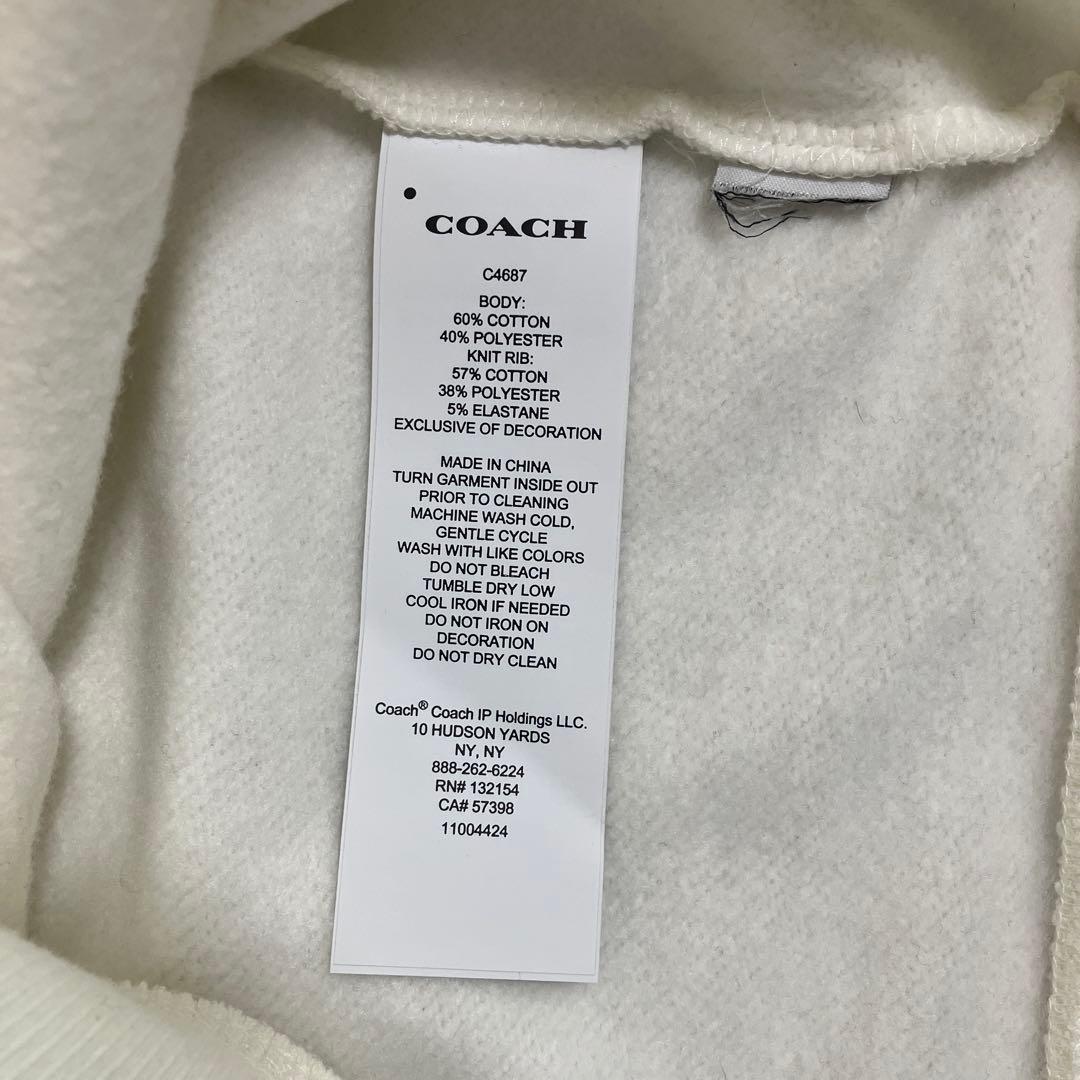 COACH
C4687
BODY:
60% COTTON
40% POLYESTER
KNIT RIB:
57% COTTON
38% POLYESTER
5% ELASTANE
EXCLUSIVE OF DECORATION
MADE IN CHINA
TURN GARMENT INSIDE OUT
PRIOR TO CLEANING
MACHINE WASH COLD,
GENTLE CYCLE
WASH WITH LIKE COLORS
DO NOT BLEACH
TUMBLE DRY LOW
COOL IRON IF NEEDED
DO NOT IRON ON
DECORATION
DO NOT DRY CLEAN
Coach® Coach IP Holdings LLC.
10 HUDSON YARDS
NY, NY
888-262-6224
RN# 132154
CA# 57398
11004424